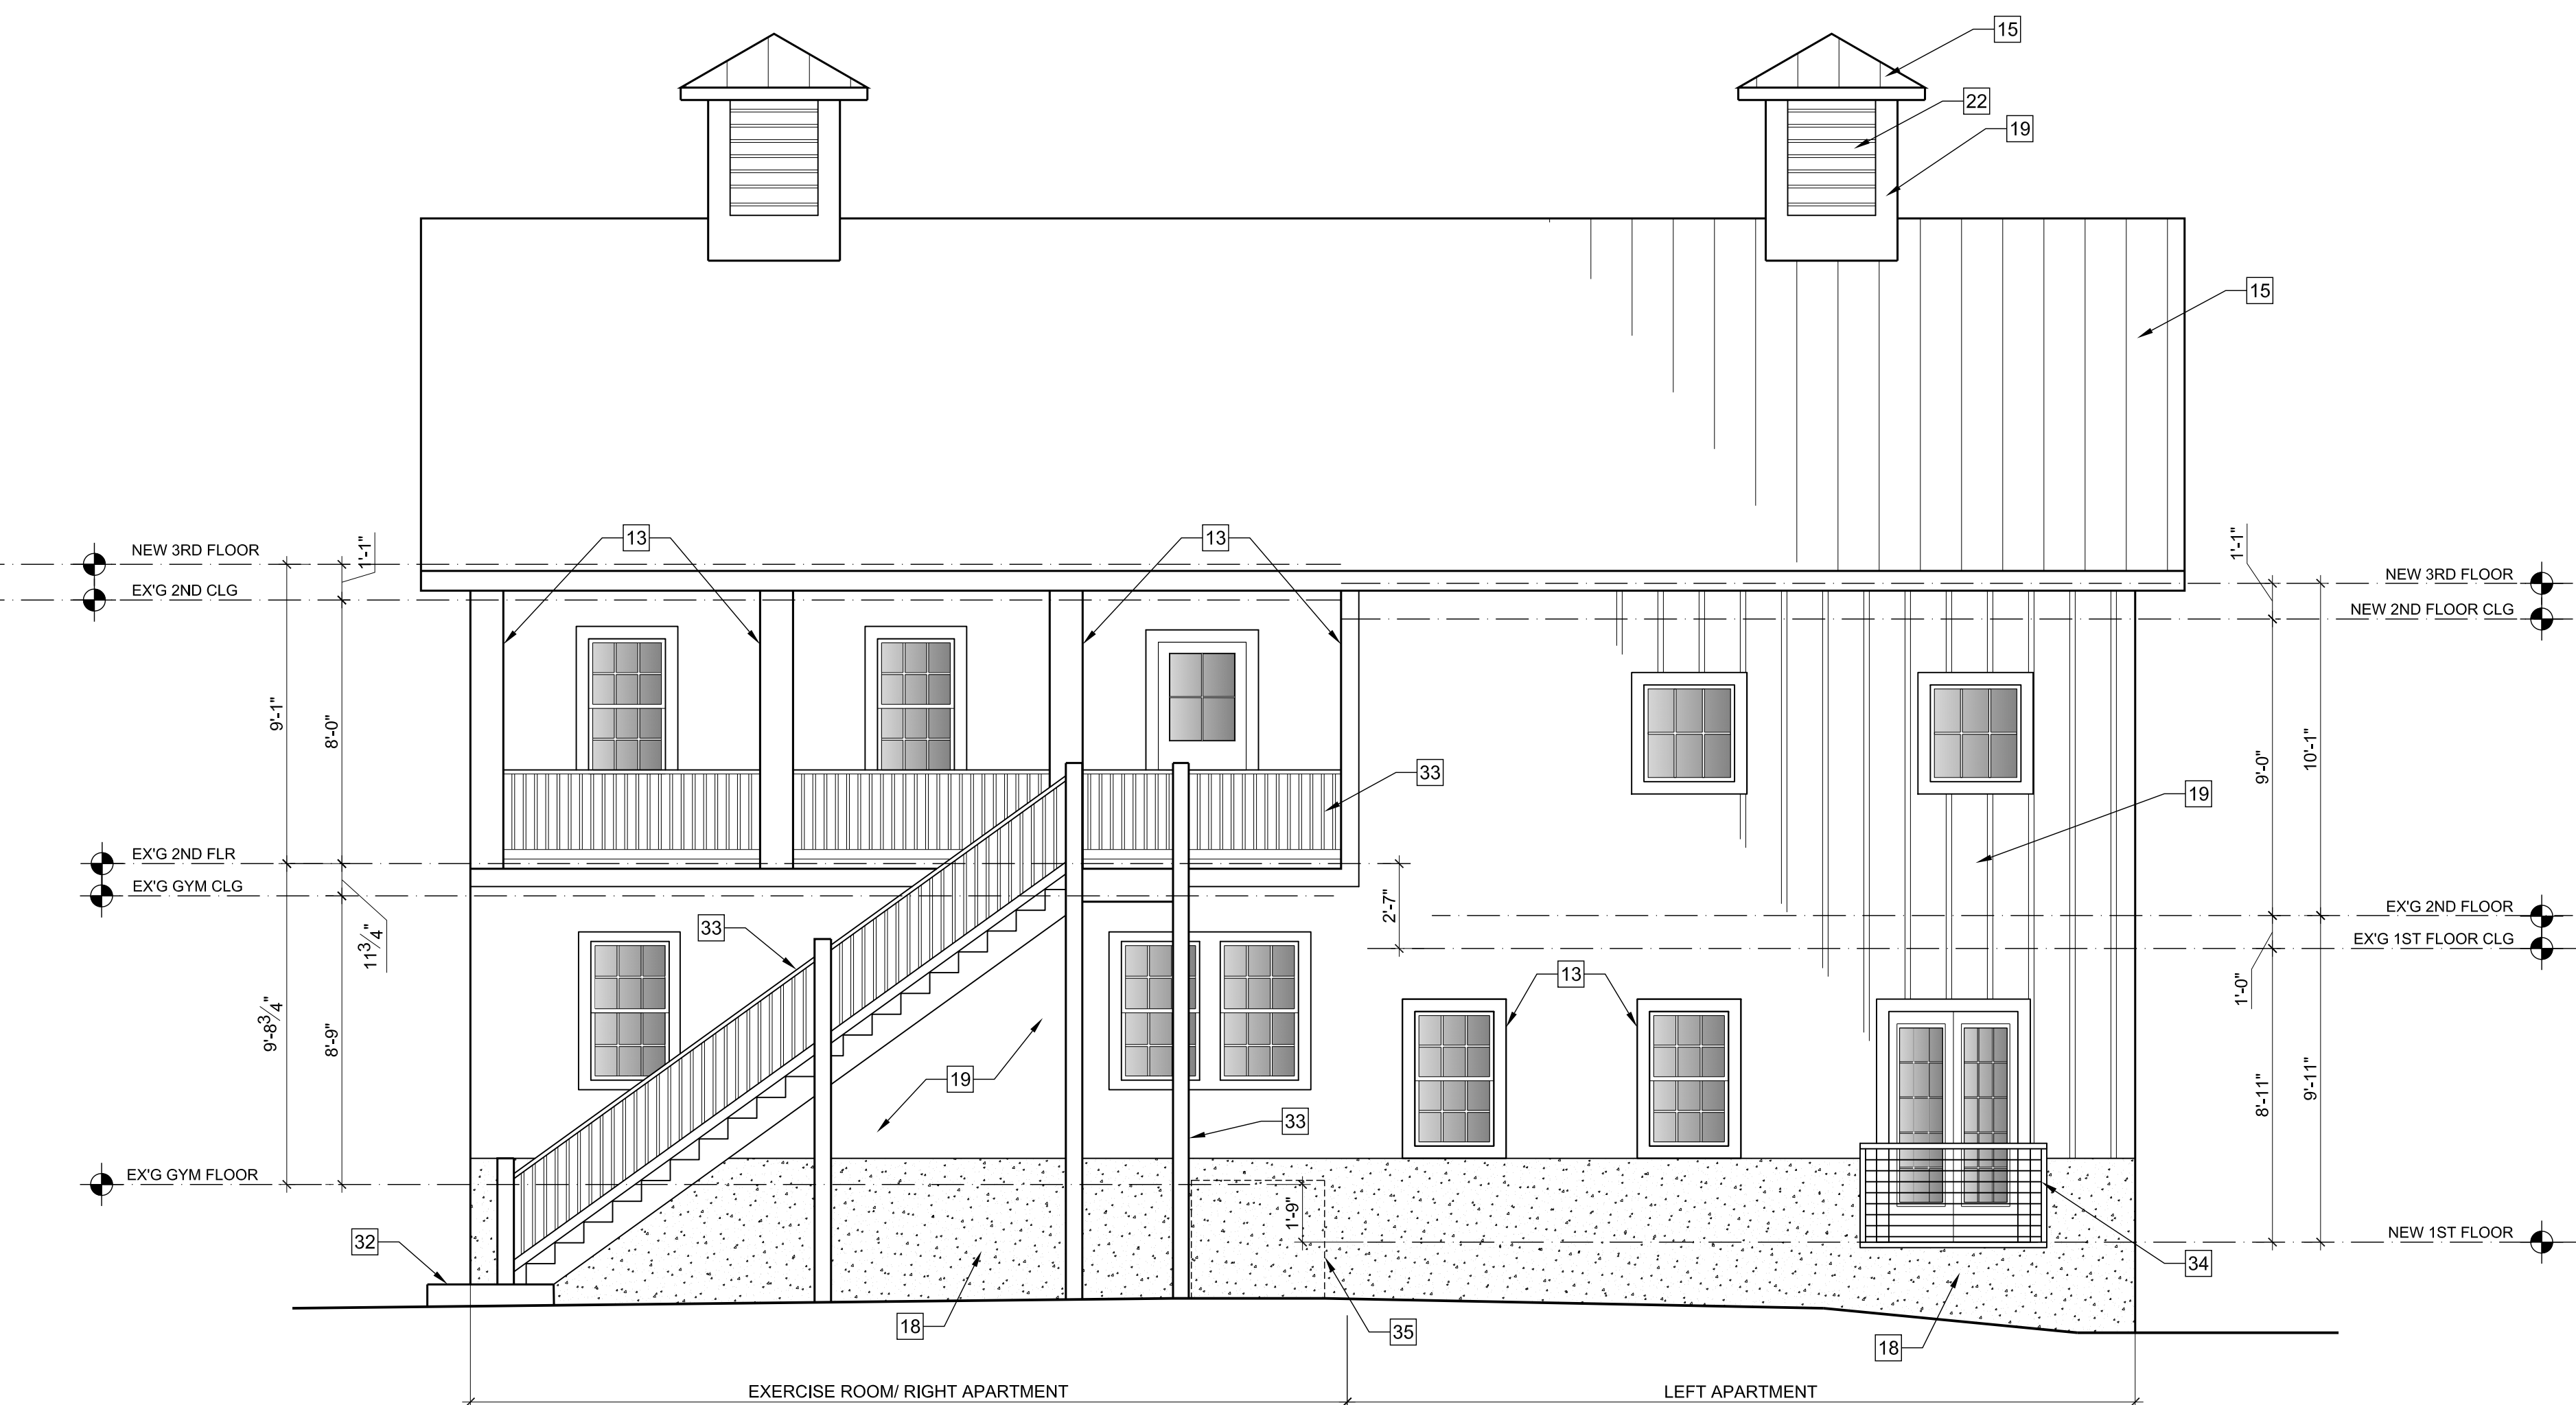 15
22
19
15
13
13
NEW 3RD FLOOR
1'-1"
EX'G 2ND CLG
9'-1"
8'-0"
EX'G 2ND FLR
EX'G GYM CLG
11 3/4"
9'-8 3/4"
8'-9"
EX'G GYM FLOOR
1'-1"
NEW 3RD FLOOR
NEW 2ND FLOOR CLG
9'-0"
10'-1"
33
19
2'-7"
EX'G 2ND FLOOR
EX'G 1ST FLOOR CLG
1'-0"
33
13
19
33
8'-11"
9'-11"
1'-9"
NEW 1ST FLOOR
32
34
18
35
18
EXERCISE ROOM/ RIGHT APARTMENT
LEFT APARTMENT